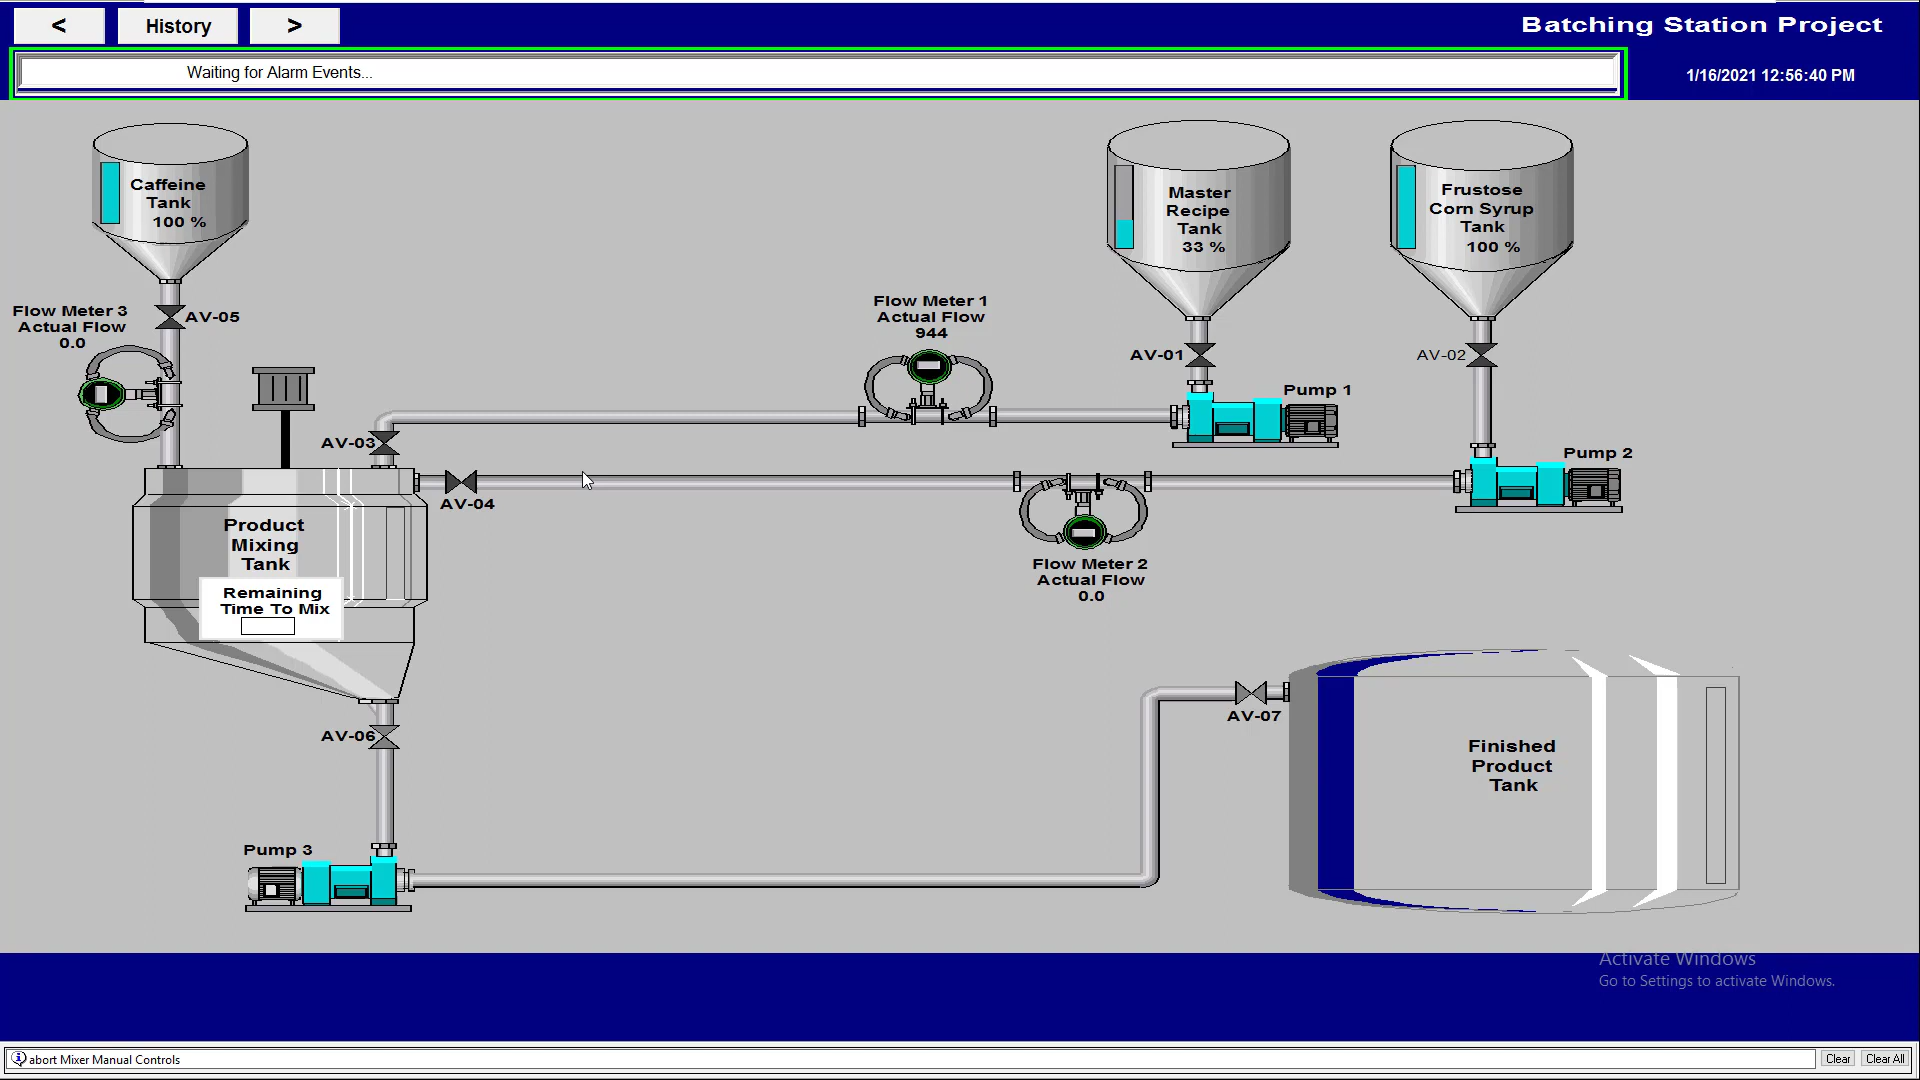 <
History
>
Batching Station Project
Waiting for Alarm Events...
1/16/2021 12:56:40 PM
Caffeine
Tank
100 %
Master
Recipe
Tank
33 %
Frustose
Corn Syrup
Tank
100 %
Flow Meter 3
Actual Flow
0.0
AV-05
Flow Meter 1
Actual Flow
944
AV-01
AV-02
Pump 1
AV-03
Pump 2
AV-04
Product
Mixing
Tank
Remaining
Time To Mix
Flow Meter 2
Actual Flow
0.0
AV-07
AV-06
Finished
Product
Tank
Pump 3
Activate Windows
Go to Settings to activate Windows.
abort Mixer Manual Controls
Clear
Clear All